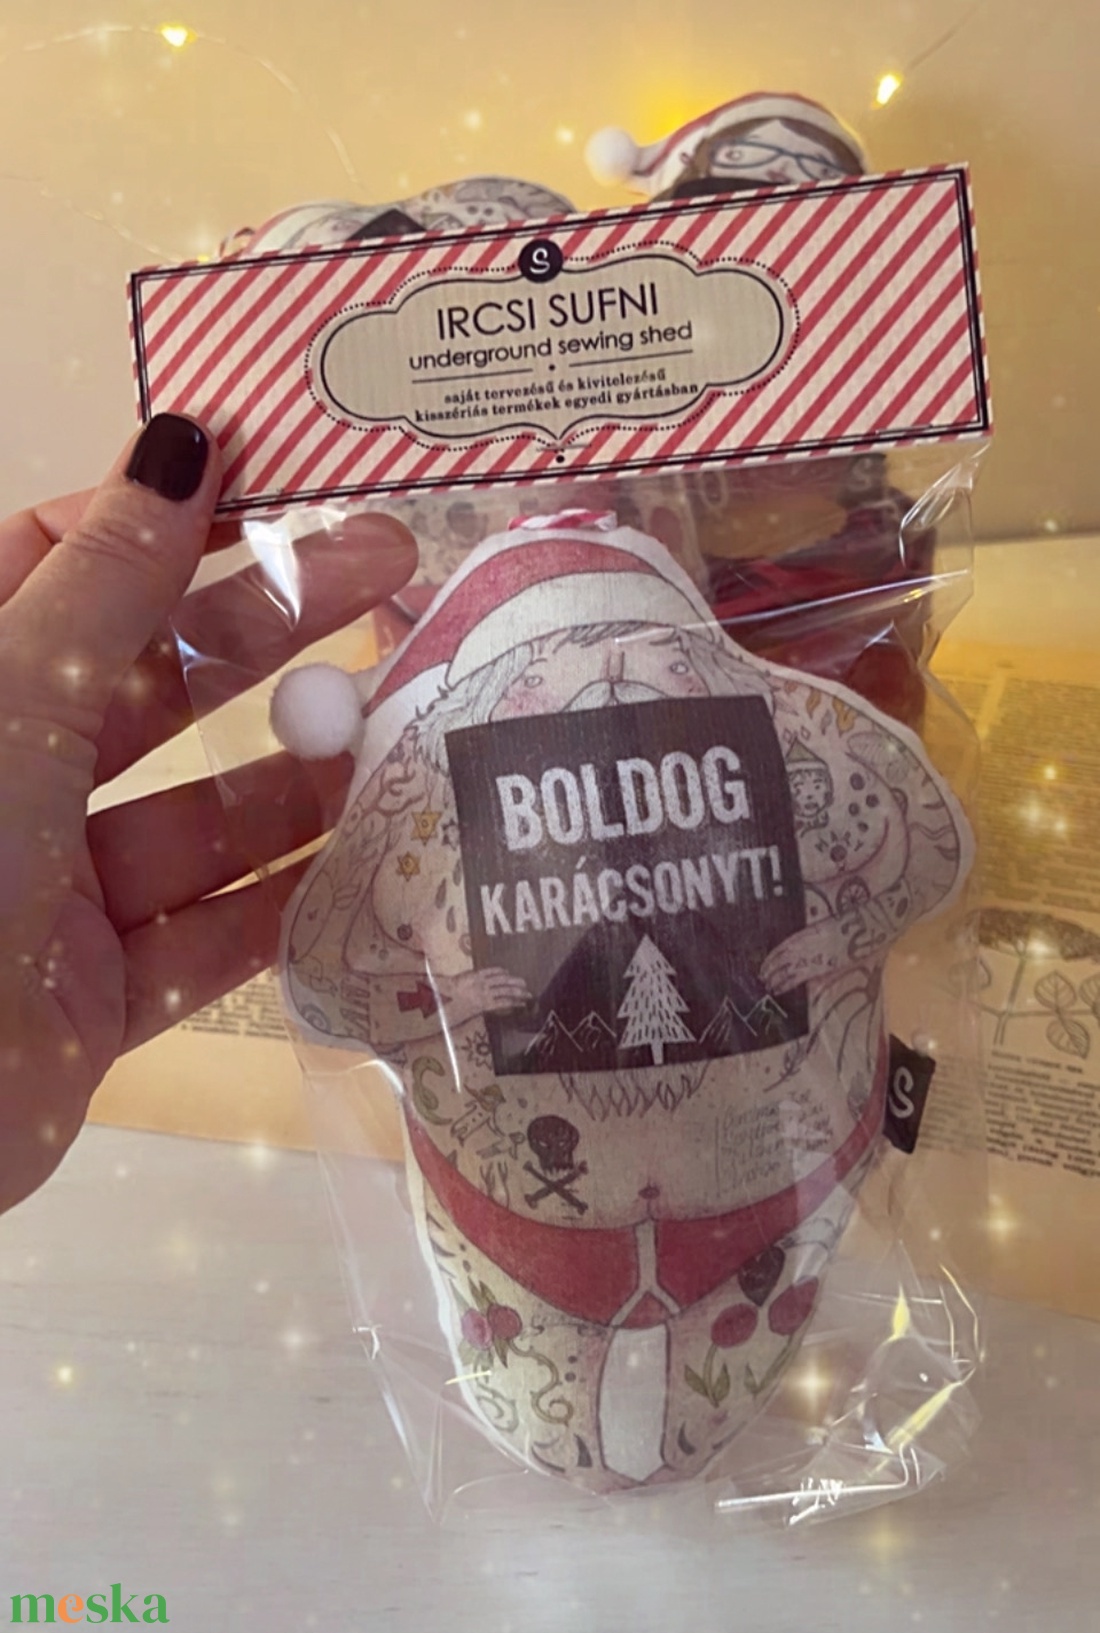 S
IRCSI SUFNI
underground sewing shed
saját tervezésű és kivitelezésű
kisszériás termékek egyedi gyártásban
BOLDOG
KARÁCSONYT!
S
meska